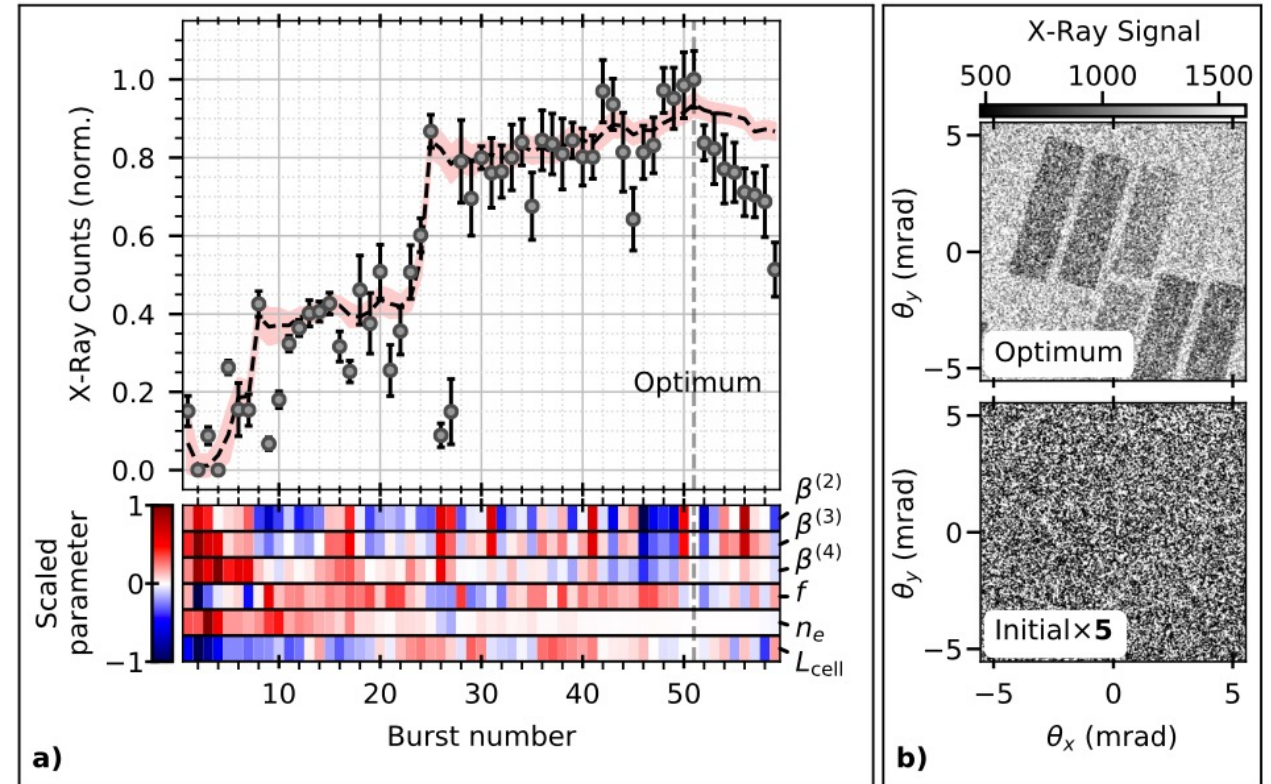 X-Ray Counts (norm.)
1.0
0.8
0.6
0.4
0.2
0.0
Optimum
Scaled
parameter
1
0
−1
β(2)
β(3)
β(4)
f
nₑ
Lcell
10 20 30 40 50
Burst number
a)
X-Ray Signal
500 1000 1500
θy (mrad)
5
0
−5
Optimum
θy (mrad)
5
0
−5
Initial×5
−5 0 5
θx (mrad)
b)